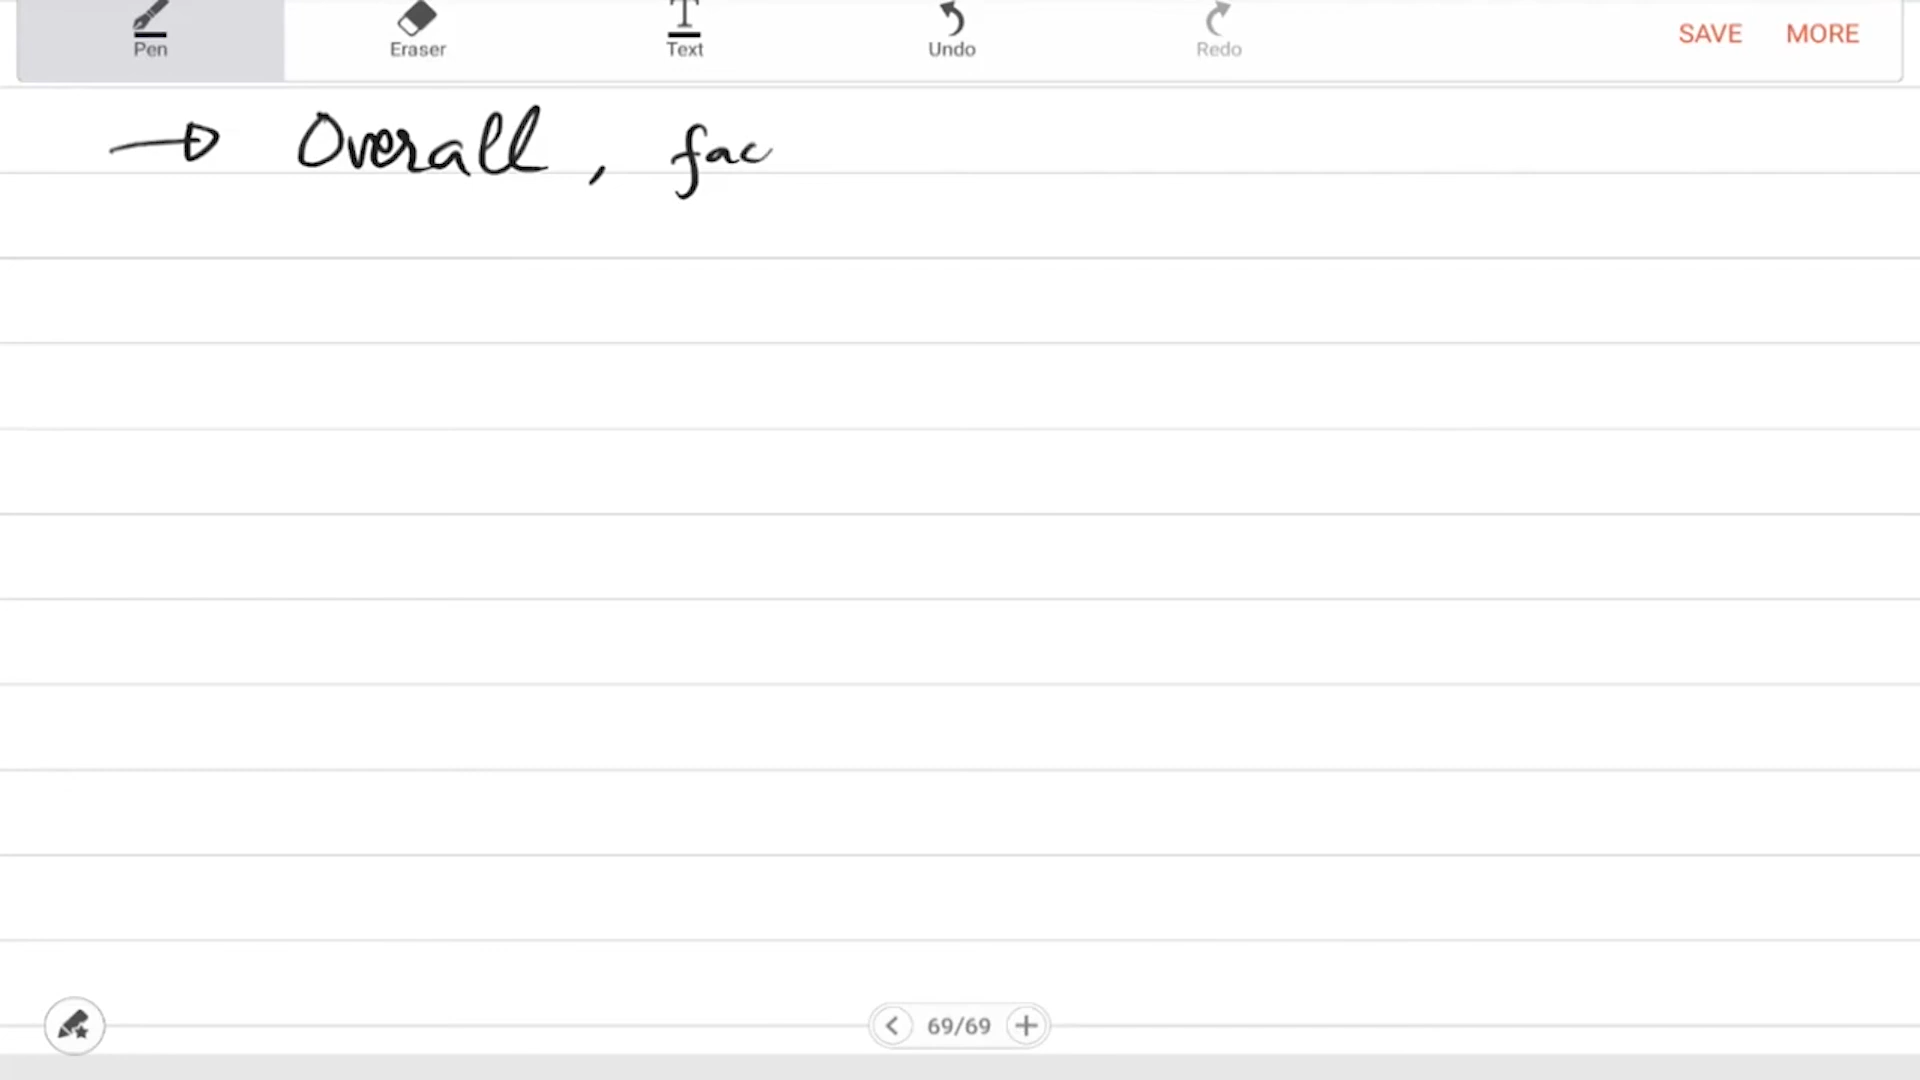 Pen Eraser Text Undo Redo SAVE MORE
→ Overall, fac
69/69